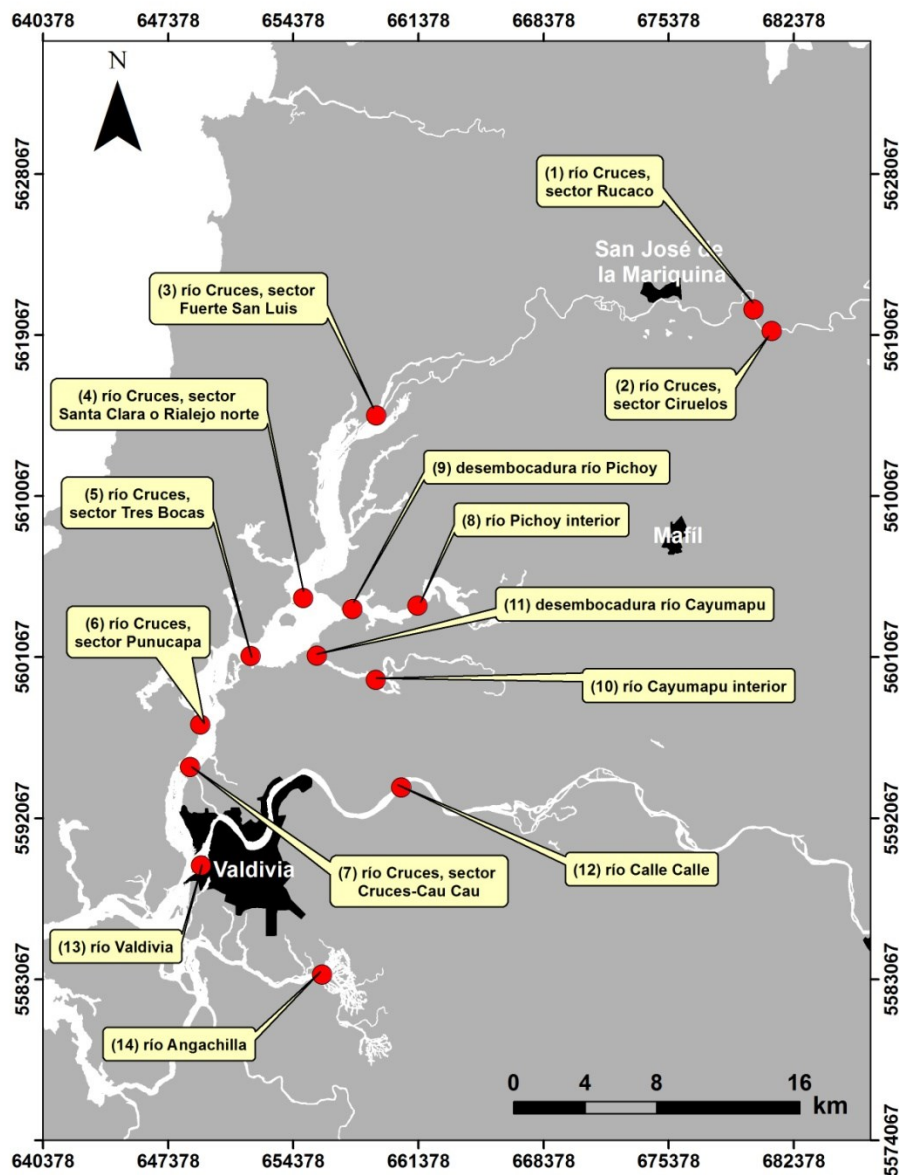 640378 647378 654378 661378 668378 675378 682378
N
5628067
5628067
(1) río Cruces,
sector Rucaco
San José de
la Mariquina
(3) río Cruces, sector
Fuerte San Luis
5619067
5619067
(2) río Cruces,
sector Ciruelos
(4) río Cruces, sector
Santa Clara o Rialejo norte
(9) desembocadura río Pichoy
5610067
5610067
(5) río Cruces,
sector Tres Bocas
(8) río Pichoy interior
Mafíl
(11) desembocadura río Cayumapu
(6) río Cruces,
sector Punucapa
5601067
5601067
(10) río Cayumapu interior
5592067
5592067
Valdivia
(7) río Cruces, sector
Cruces-Cau Cau
(12) río Calle Calle
(13) río Valdivia
5583067
5583067
(14) río Angachilla
0 4 8 16
km
5574067
5574067
640378 647378 654378 661378 668378 675378 682378